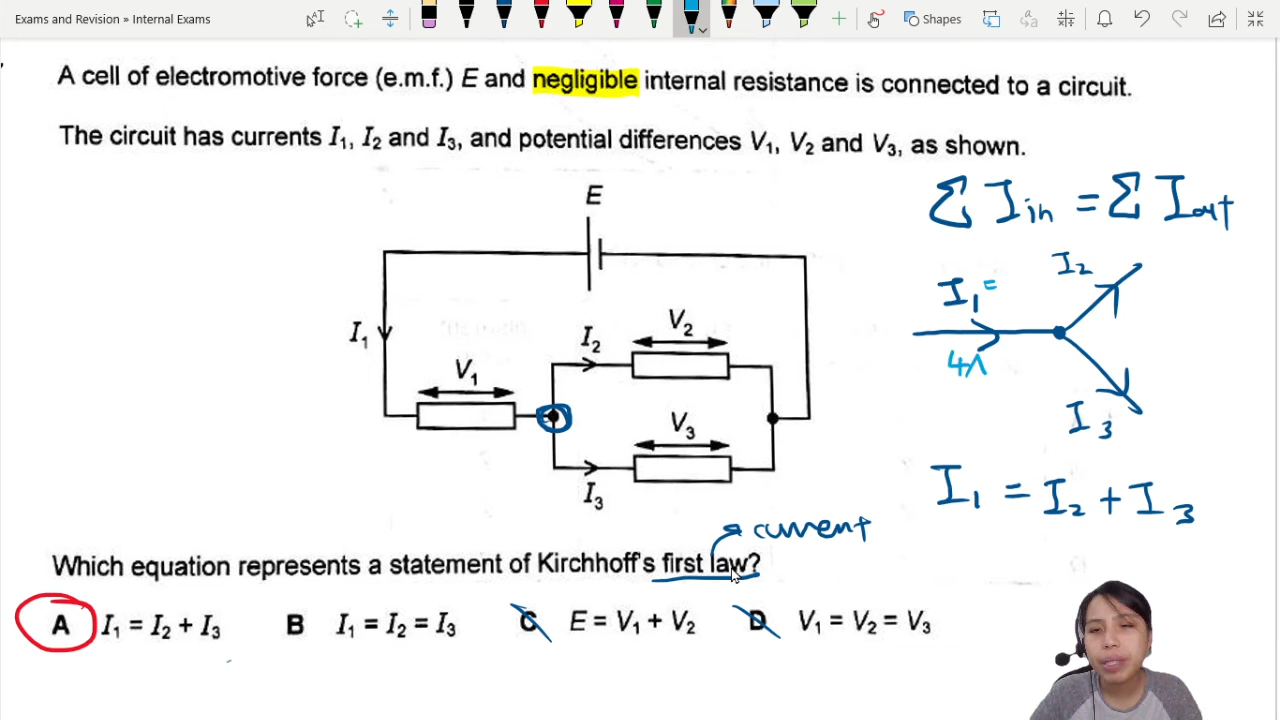 Exams and Revision » Internal Exams
Shapes
A cell of electromotive force (e.m.f.) E and negligible internal resistance is connected to a circuit.
The circuit has currents I₁, I₂ and I₃, and potential differences V₁, V₂ and V₃, as shown.
E
I₁
V₁
I₂
V₂
V₃
I₃
Σ I in = Σ I out
I₁ =
4A
I₂
I₃
I₁ = I₂ + I₃
current
Which equation represents a statement of Kirchhoff's first law?
A I₁ = I₂ + I₃ B I₁ = I₂ = I₃ C E = V₁ + V₂ D V₁ = V₂ = V₃